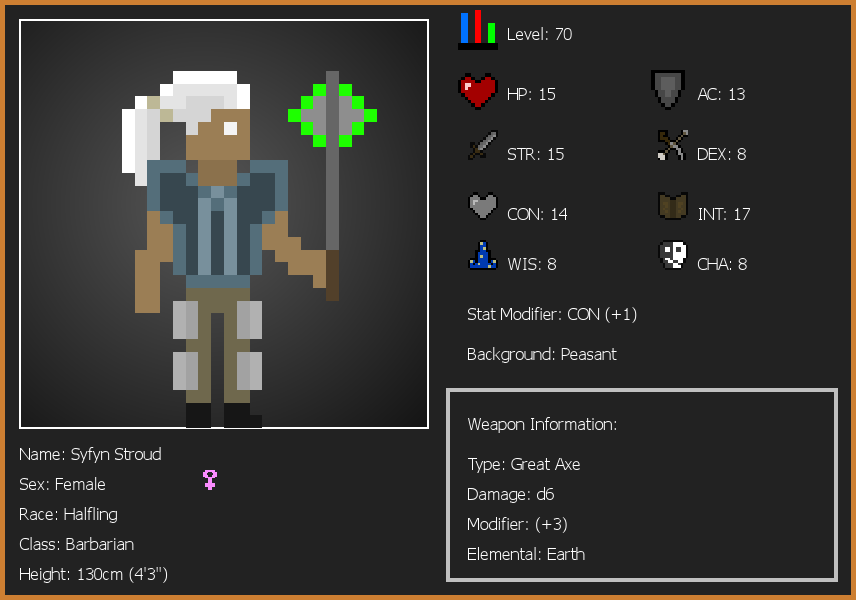 Level: 70
HP: 15
AC: 13
STR: 15
DEX: 8
CON: 14
INT: 17
WIS: 8
CHA: 8
Stat Modifier: CON (+1)
Background: Peasant
Weapon Information:
Type: Great Axe
Damage: d6
Modifier: (+3)
Elemental: Earth
Name: Syfyn Stroud
Sex: Female
Race: Halfling
Class: Barbarian
Height: 130cm (4'3")